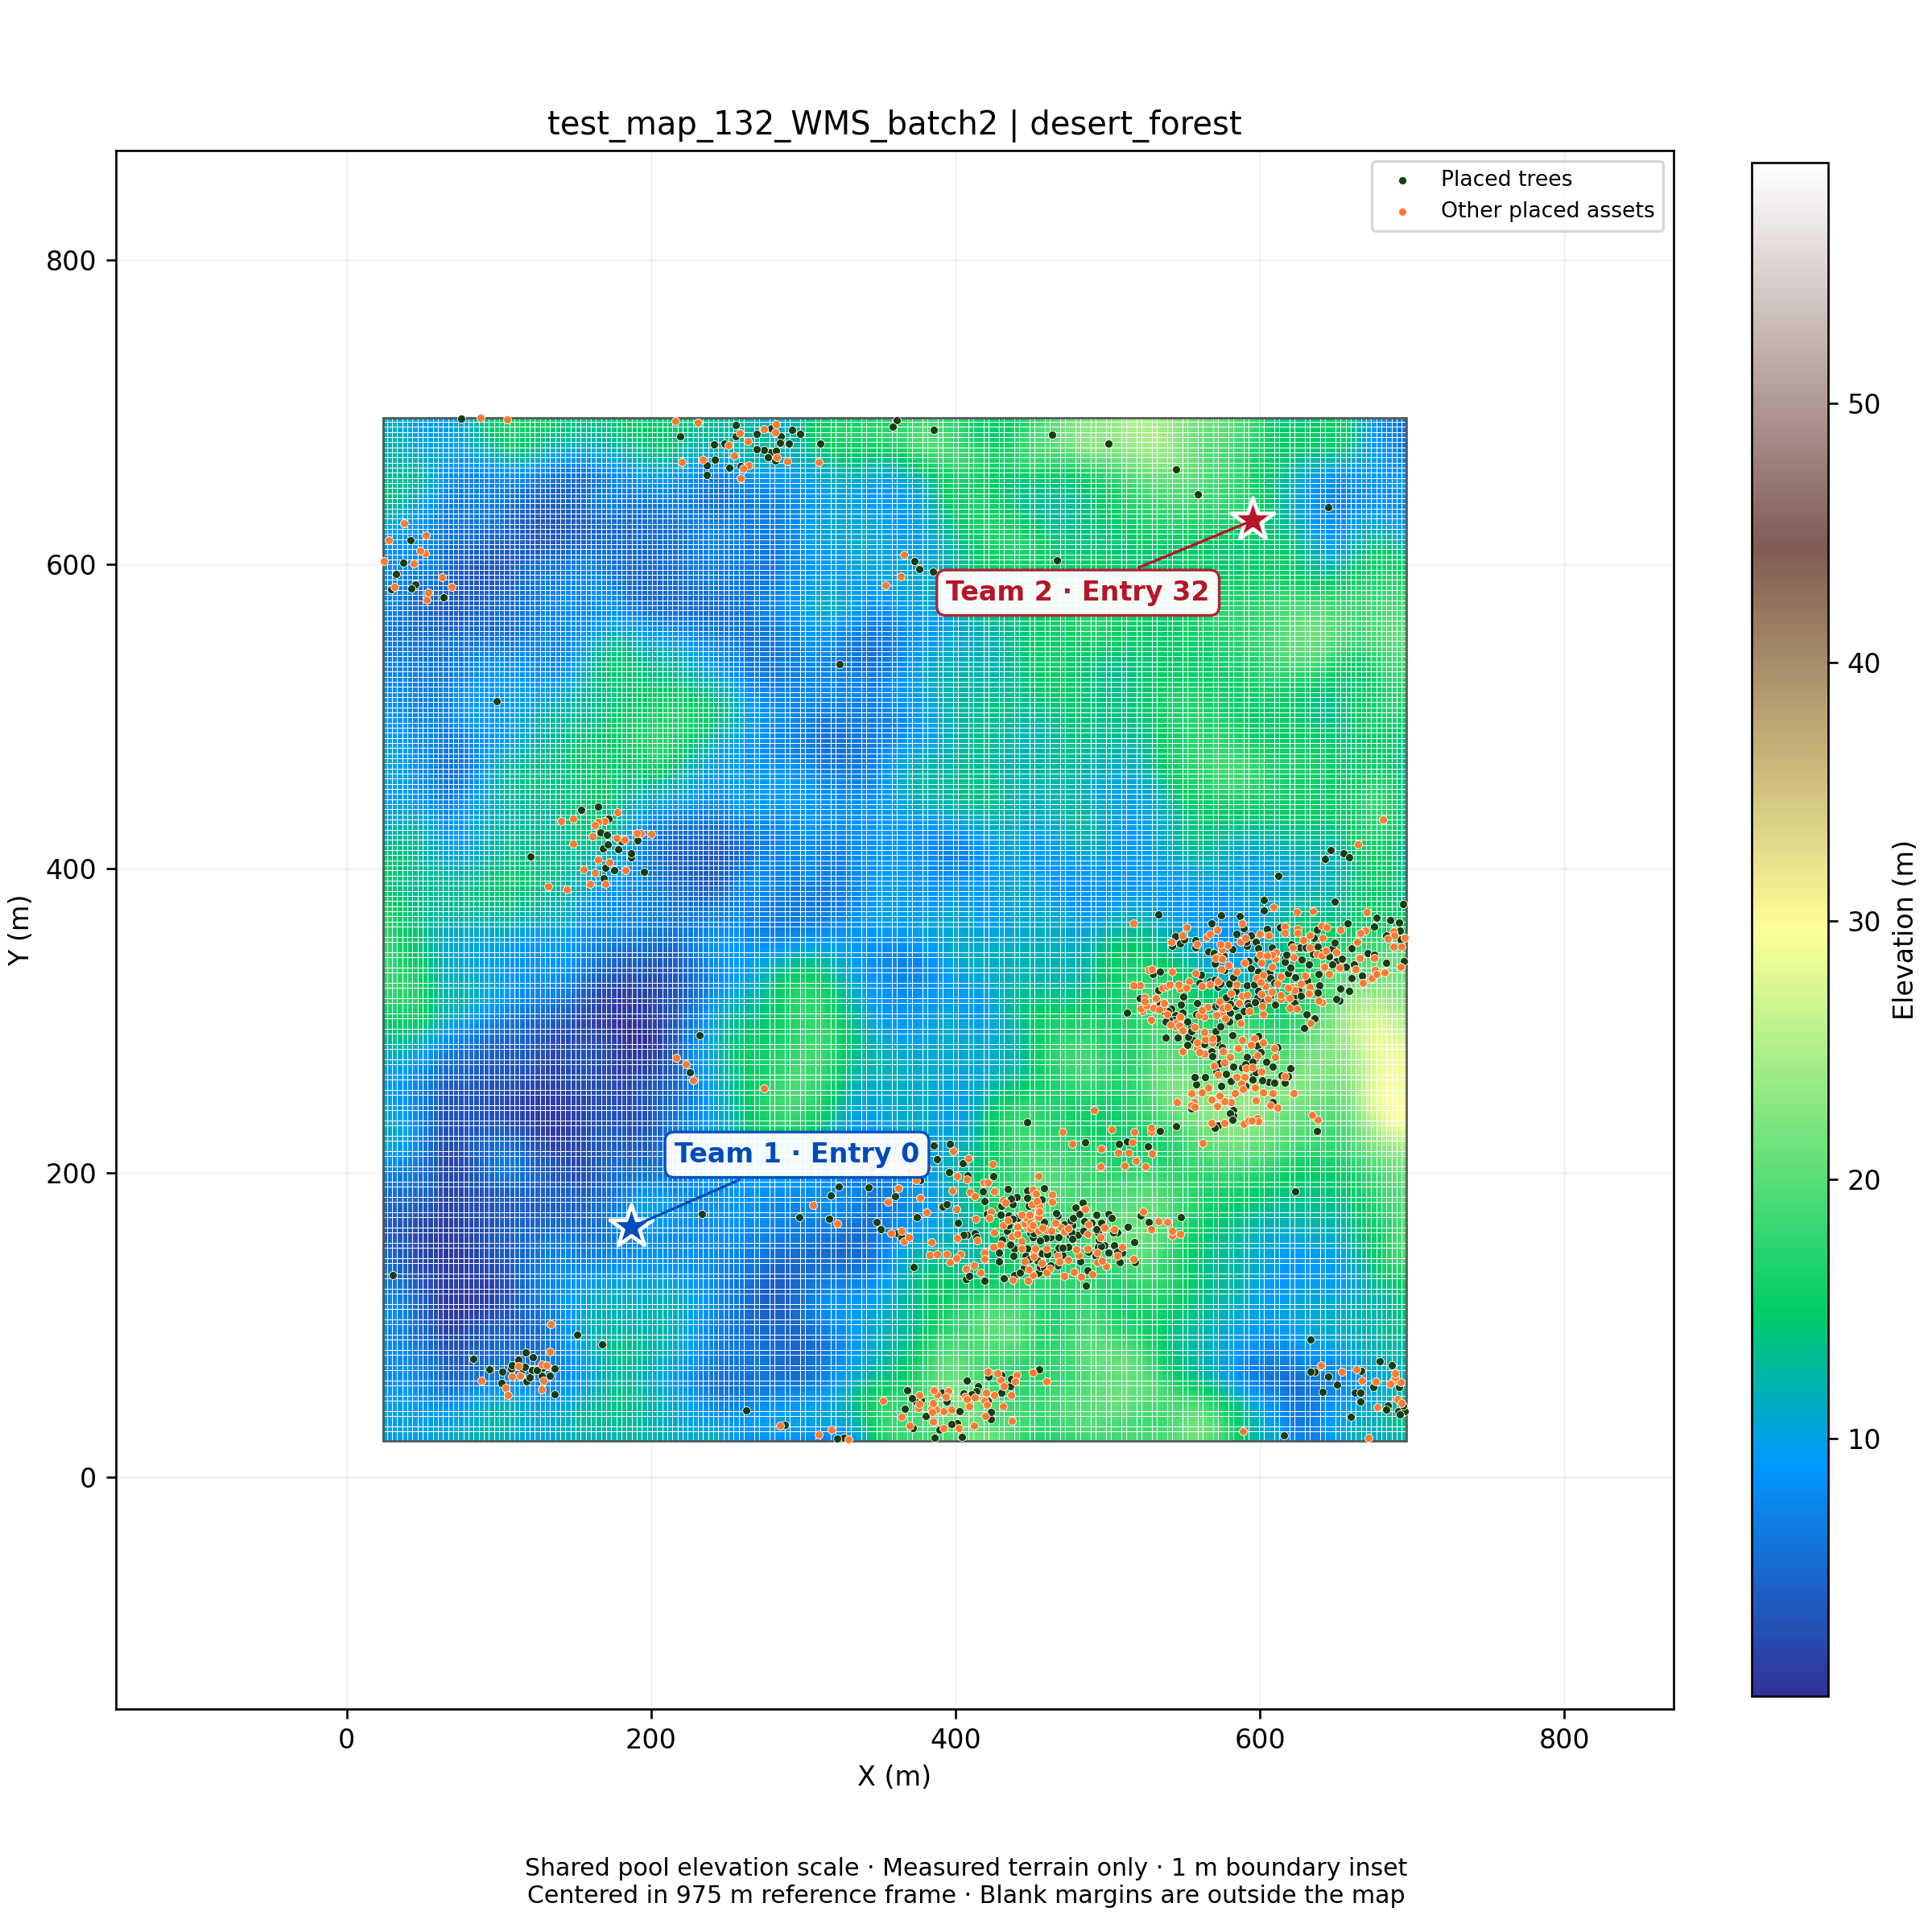 test_map_132_WMS_batch2 | desert_forest
Placed trees
Other placed assets
800
600
400
200
0
Y (m)
Team 2 · Entry 32
Team 1 · Entry 0
0
200
400
600
800
X (m)
50
40
30
20
10
Elevation (m)
Shared pool elevation scale · Measured terrain only · 1 m boundary inset
Centered in 975 m reference frame · Blank margins are outside the map